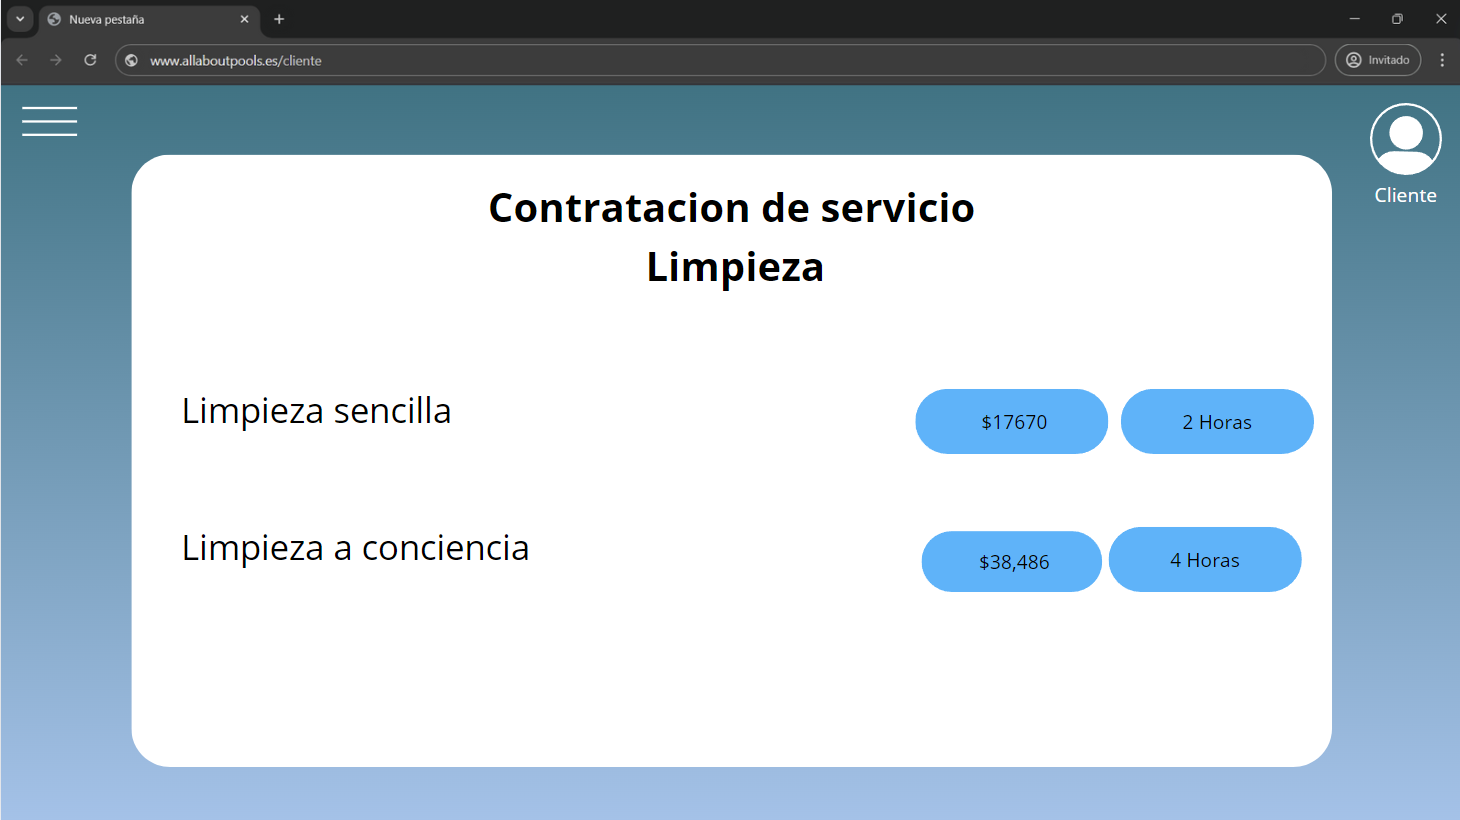 Nueva pestaña
www.allaboutpools.es/cliente
Invitado
Cliente
Contratacion de servicio
Limpieza
Limpieza sencilla
$17670
2 Horas
Limpieza a conciencia
$38,486
4 Horas